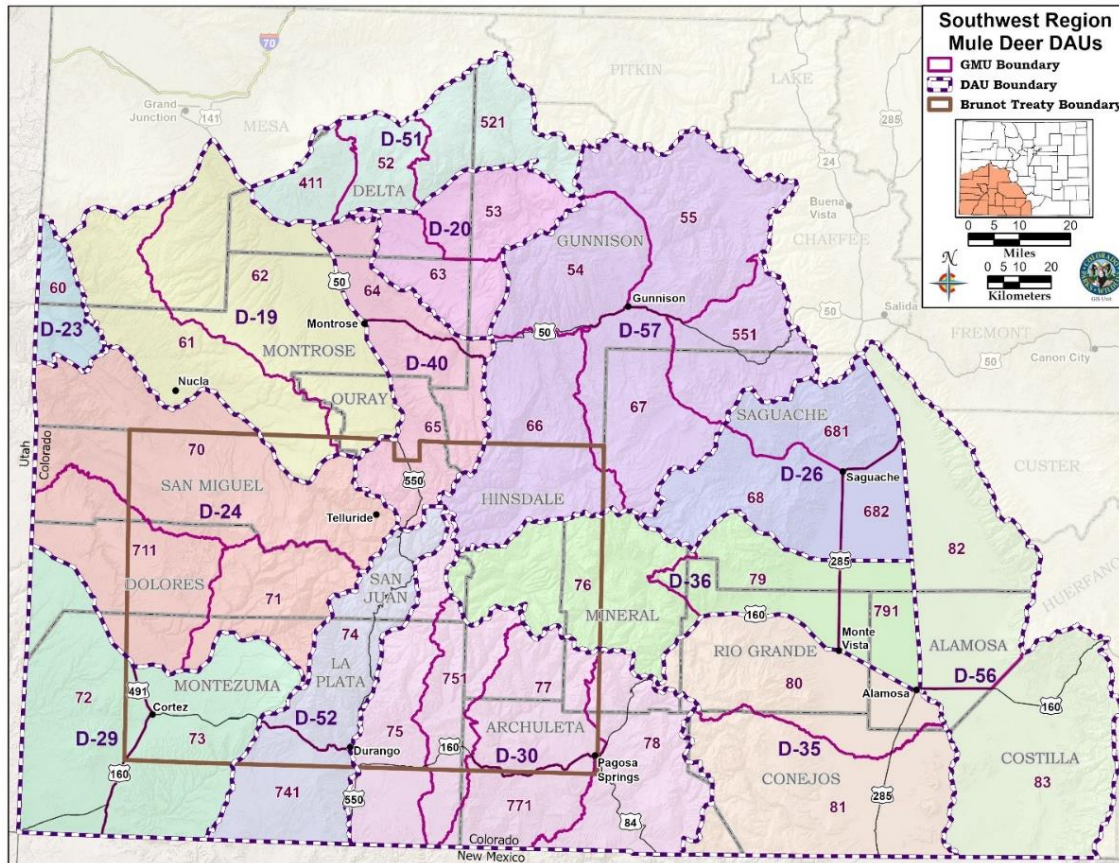 Southwest Region
Mule Deer DAUs
GMU Boundary
DAU Boundary
Brunot Treaty Boundary
0 5 10 20
Miles
0 5 10 20
Kilometers
N
70
PITKIN
LAKE
285
Grand
Junction
141
MESA
521
D-51
52
411
DELTA
24
Buena
Vista
53
55
D-20
GUNNISON
CHAFFEE
60
62
63
54
50
64
Gunnison
Salida
D-23
D-19
Montrose
50
D-57
50
FREMONT
61
MONTROSE
551
50
Canon City
D-40
Nucla
OURAY
67
SAGUACHE
66
681
65
Utah
Colorado
70
CUSTER
550
D-26
Saguache
SAN MIGUEL
HINSDALE
68
682
D-24
Telluride
285
82
711
SAN
JUAN
DOLORES
71
76
D-36
79
HUERFANO
MINERAL
791
74
160
Monte
Vista
RIO GRANDE
ALAMOSA
LA
PLATA
MONTEZUMA
751
77
80
D-56
72
491
Alamosa
Cortez
ARCHULETA
160
D-52
75
73
160
78
D-35
D-29
Durango
D-30
Pagosa
Springs
CONEJOS
COSTILLA
160
550
83
741
771
81
285
84
Colorado
New Mexico